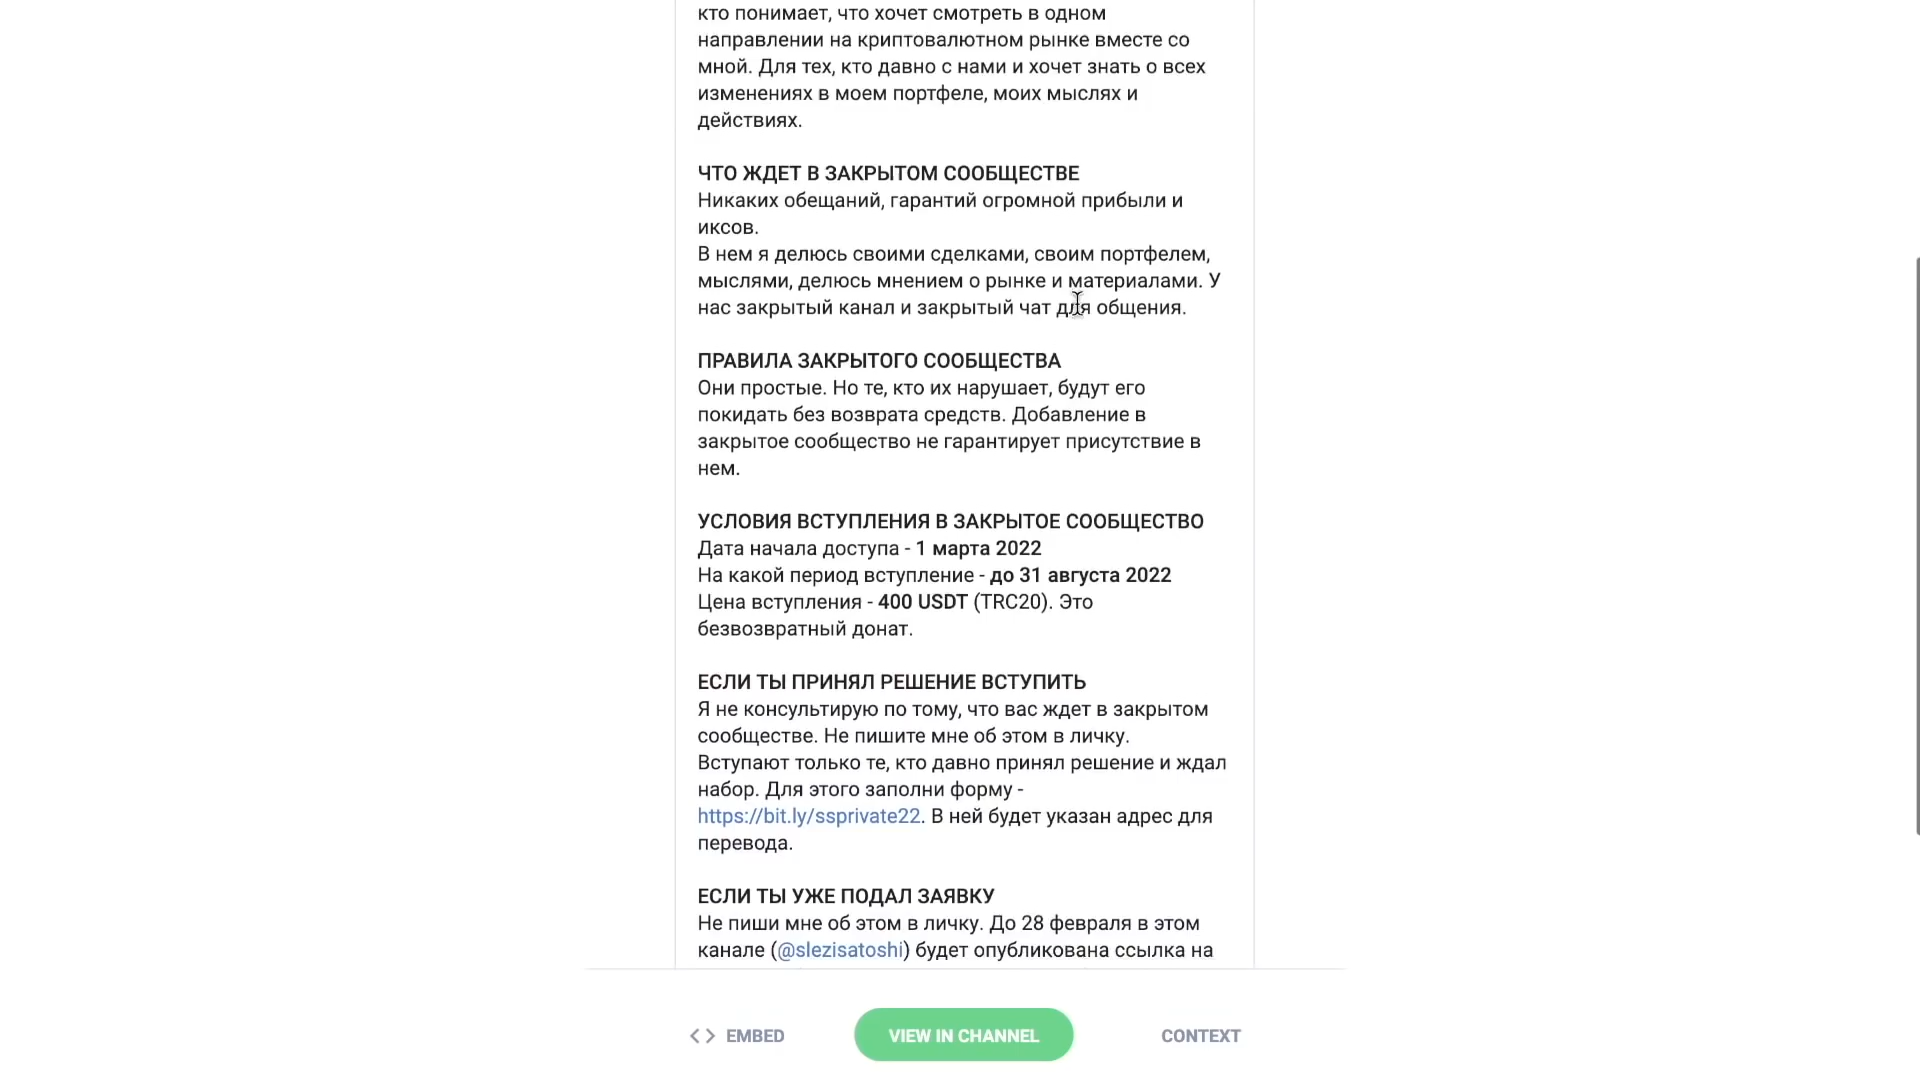 кто понимает, что хочет смотреть в одном
направлении на криптовалютном рынке вместе со
мной. Для тех, кто давно с нами и хочет знать о всех
изменениях в моем портфеле, моих мыслях и
действиях.
ЧТО ЖДЕТ В ЗАКРЫТОМ СООБЩЕСТВЕ
Никаких обещаний, гарантий огромной прибыли и
иксов.
В нем я делюсь своими сделками, своим портфелем,
мыслями, делюсь мнением о рынке и материалами. У
нас закрытый канал и закрытый чат для общения.
ПРАВИЛА ЗАКРЫТОГО СООБЩЕСТВА
Они простые. Но те, кто их нарушает, будут его
покидать без возврата средств. Добавление в
закрытое сообщество не гарантирует присутствие в
нем.
УСЛОВИЯ ВСТУПЛЕНИЯ В ЗАКРЫТОЕ СООБЩЕСТВО
Дата начала доступа - 1 марта 2022
На какой период вступление - до 31 августа 2022
Цена вступления - 400 USDT (TRC20). Это
безвозвратный донат.
ЕСЛИ ТЫ ПРИНЯЛ РЕШЕНИЕ ВСТУПИТЬ
Я не консультирую по тому, что вас ждет в закрытом
сообществе. Не пишите мне об этом в личку.
Вступают только те, кто давно принял решение и ждал
набор. Для этого заполни форму -
https://bit.ly/ssprivate22. В ней будет указан адрес для
перевода.
ЕСЛИ ТЫ УЖЕ ПОДАЛ ЗАЯВКУ
Не пиши мне об этом в личку. До 28 февраля в этом
канале (@slezisatoshi) будет опубликована ссылка на
EMBED
VIEW IN CHANNEL
CONTEXT